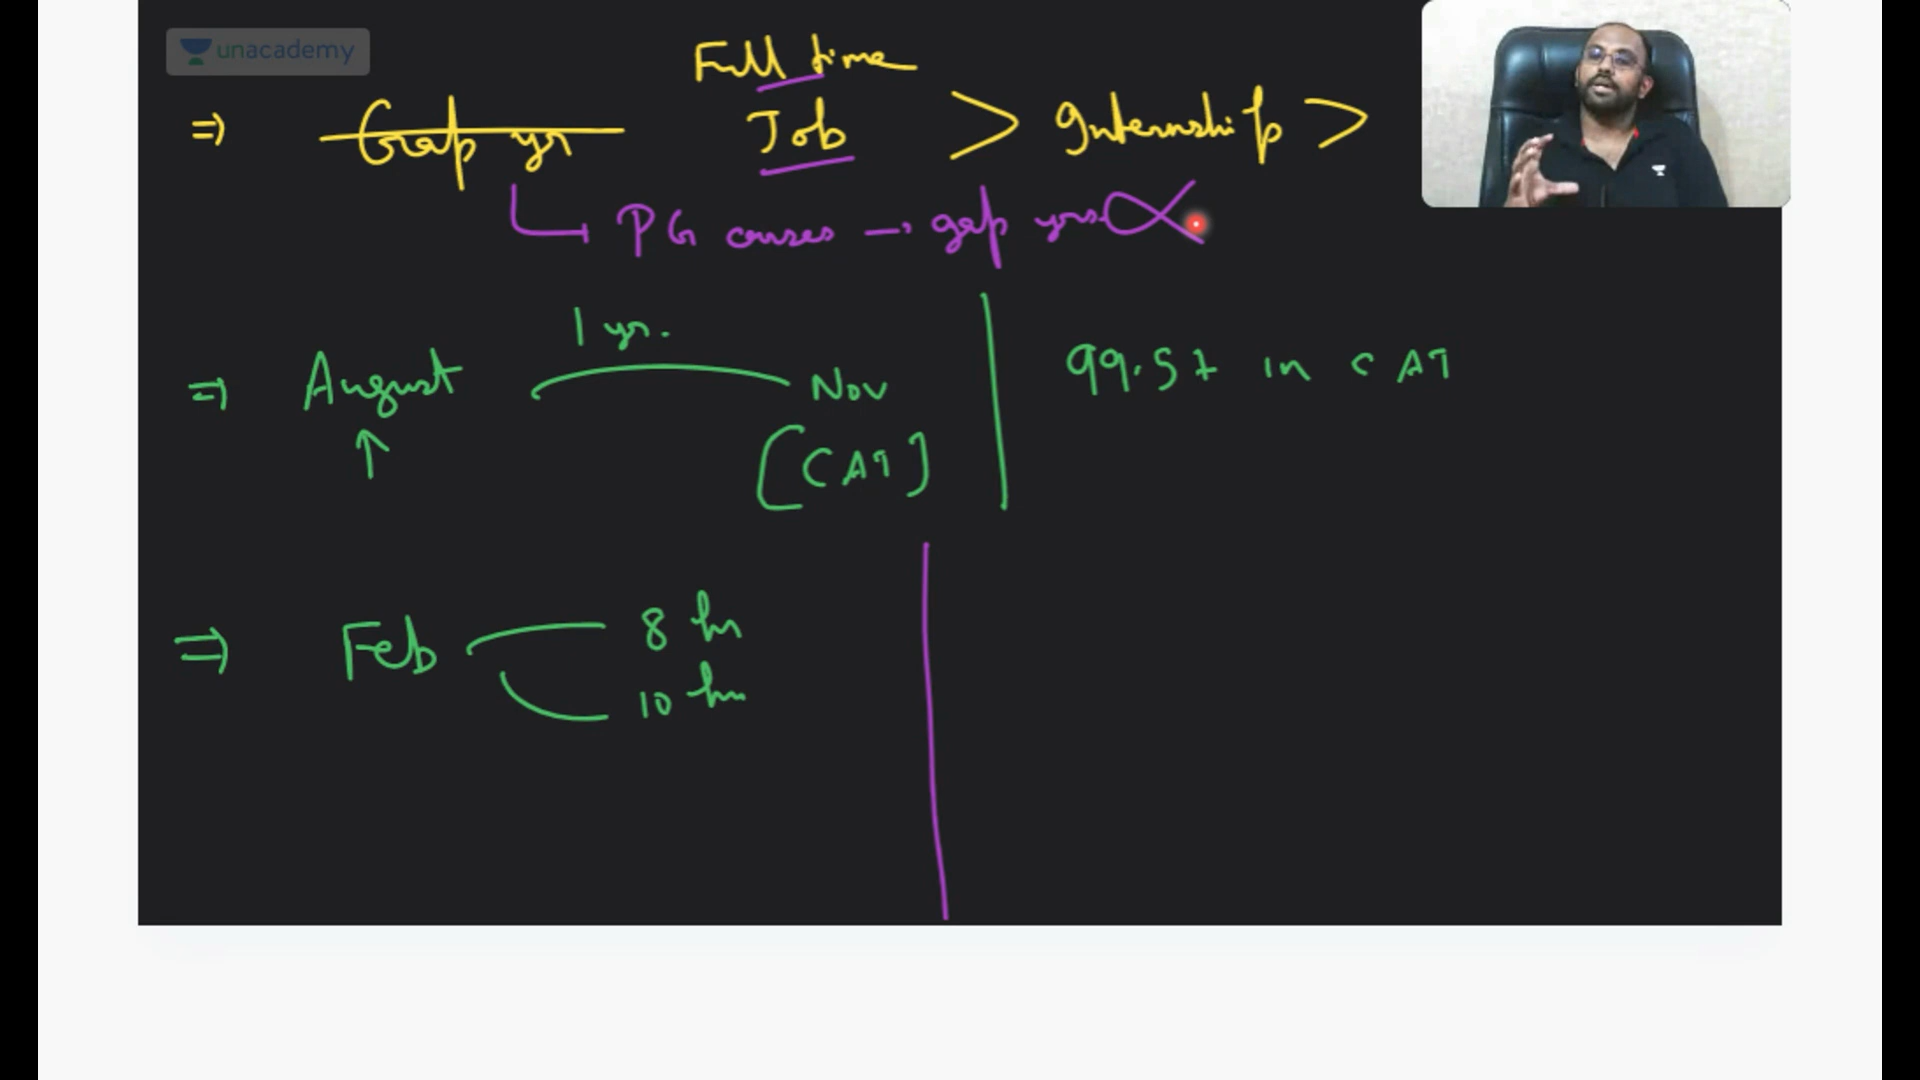 unacademy
Full time
⇒ Gap yr Job > Internship >
PG courses → gap yrs
1 yr.
⇒ August Nov 99.57 in CAT
↑ [CAT]
8 hr
⇒ Feb
10 hr